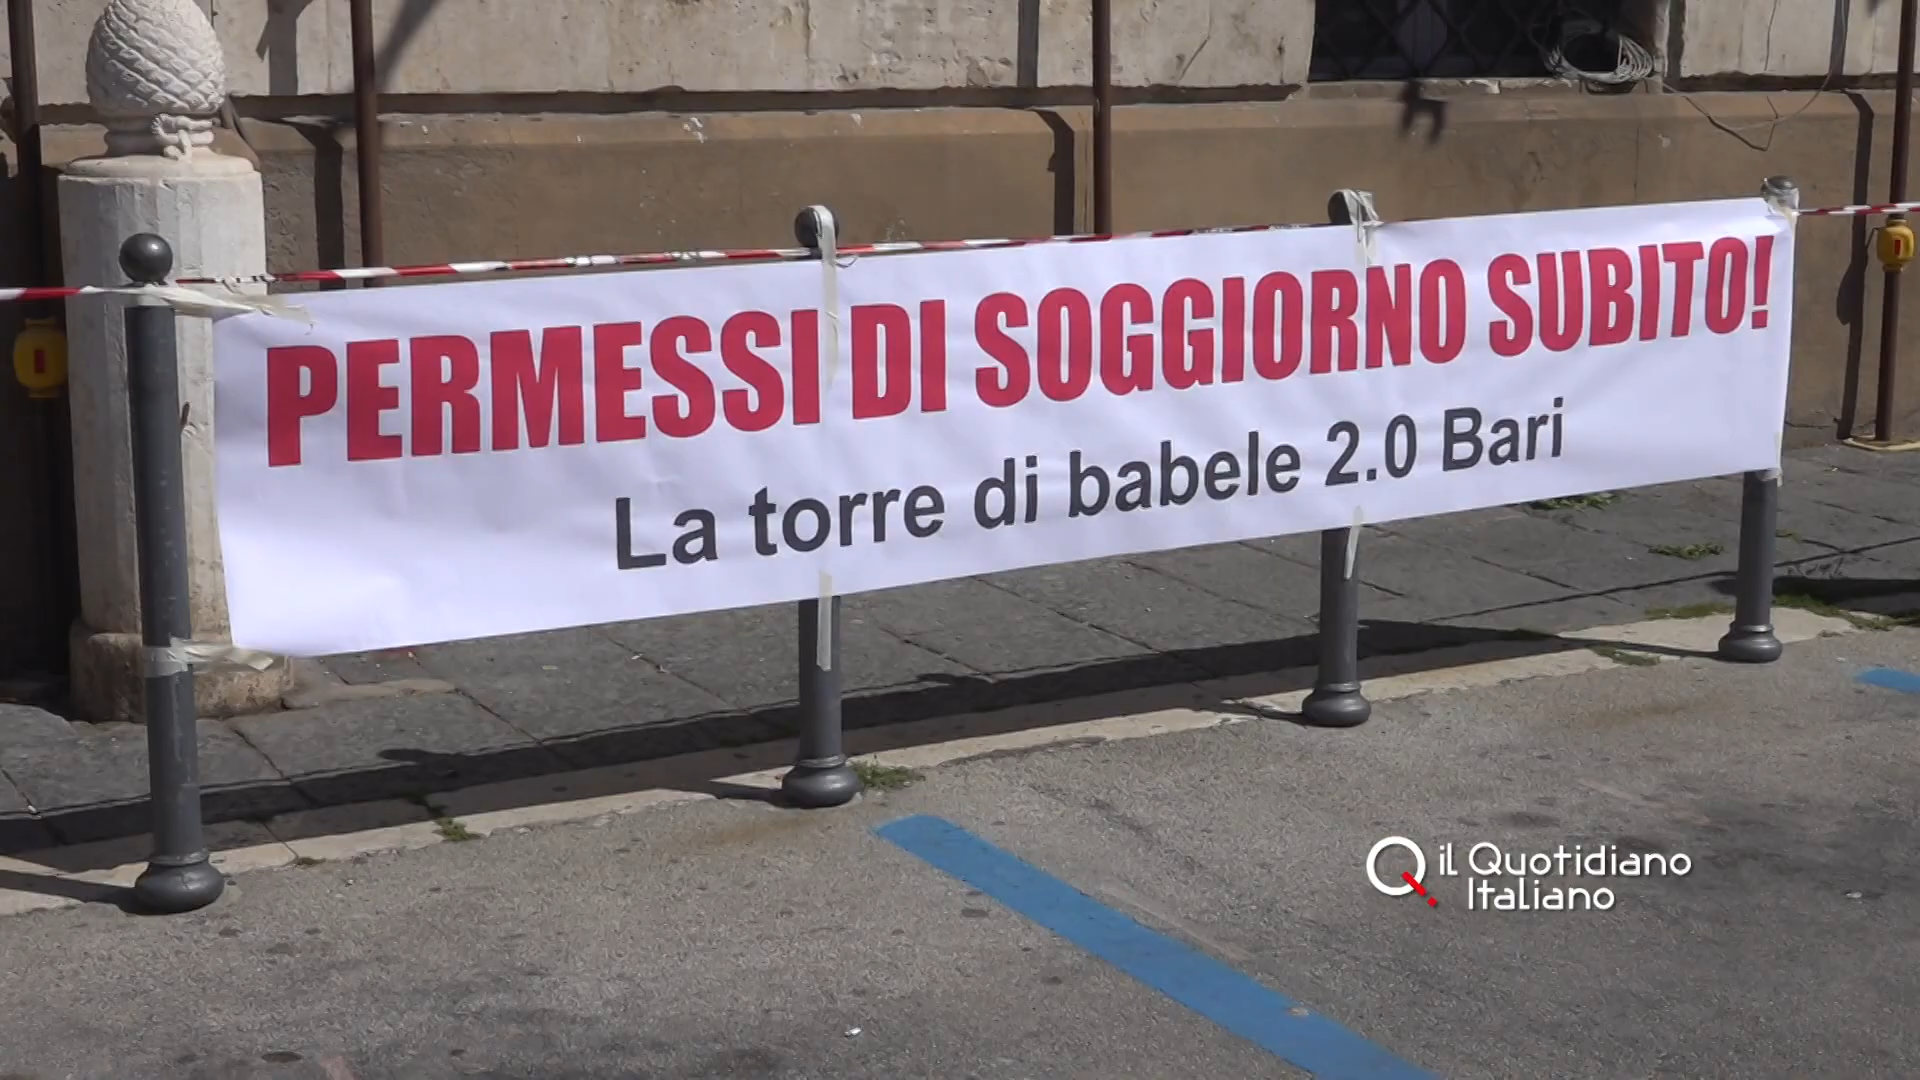 PERMESSI DI SOGGIORNO SUBITO!
La torre di babele 2.0 Bari
il Quotidiano
Italiano